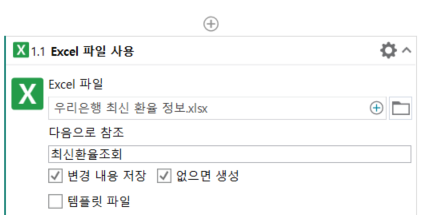 1.1 Excel 파일 사용
Excel 파일
우리은행 최신 환율 정보.xlsx
다음으로 참조
최신환율조회
변경 내용 저장 없으면 생성
템플릿 파일